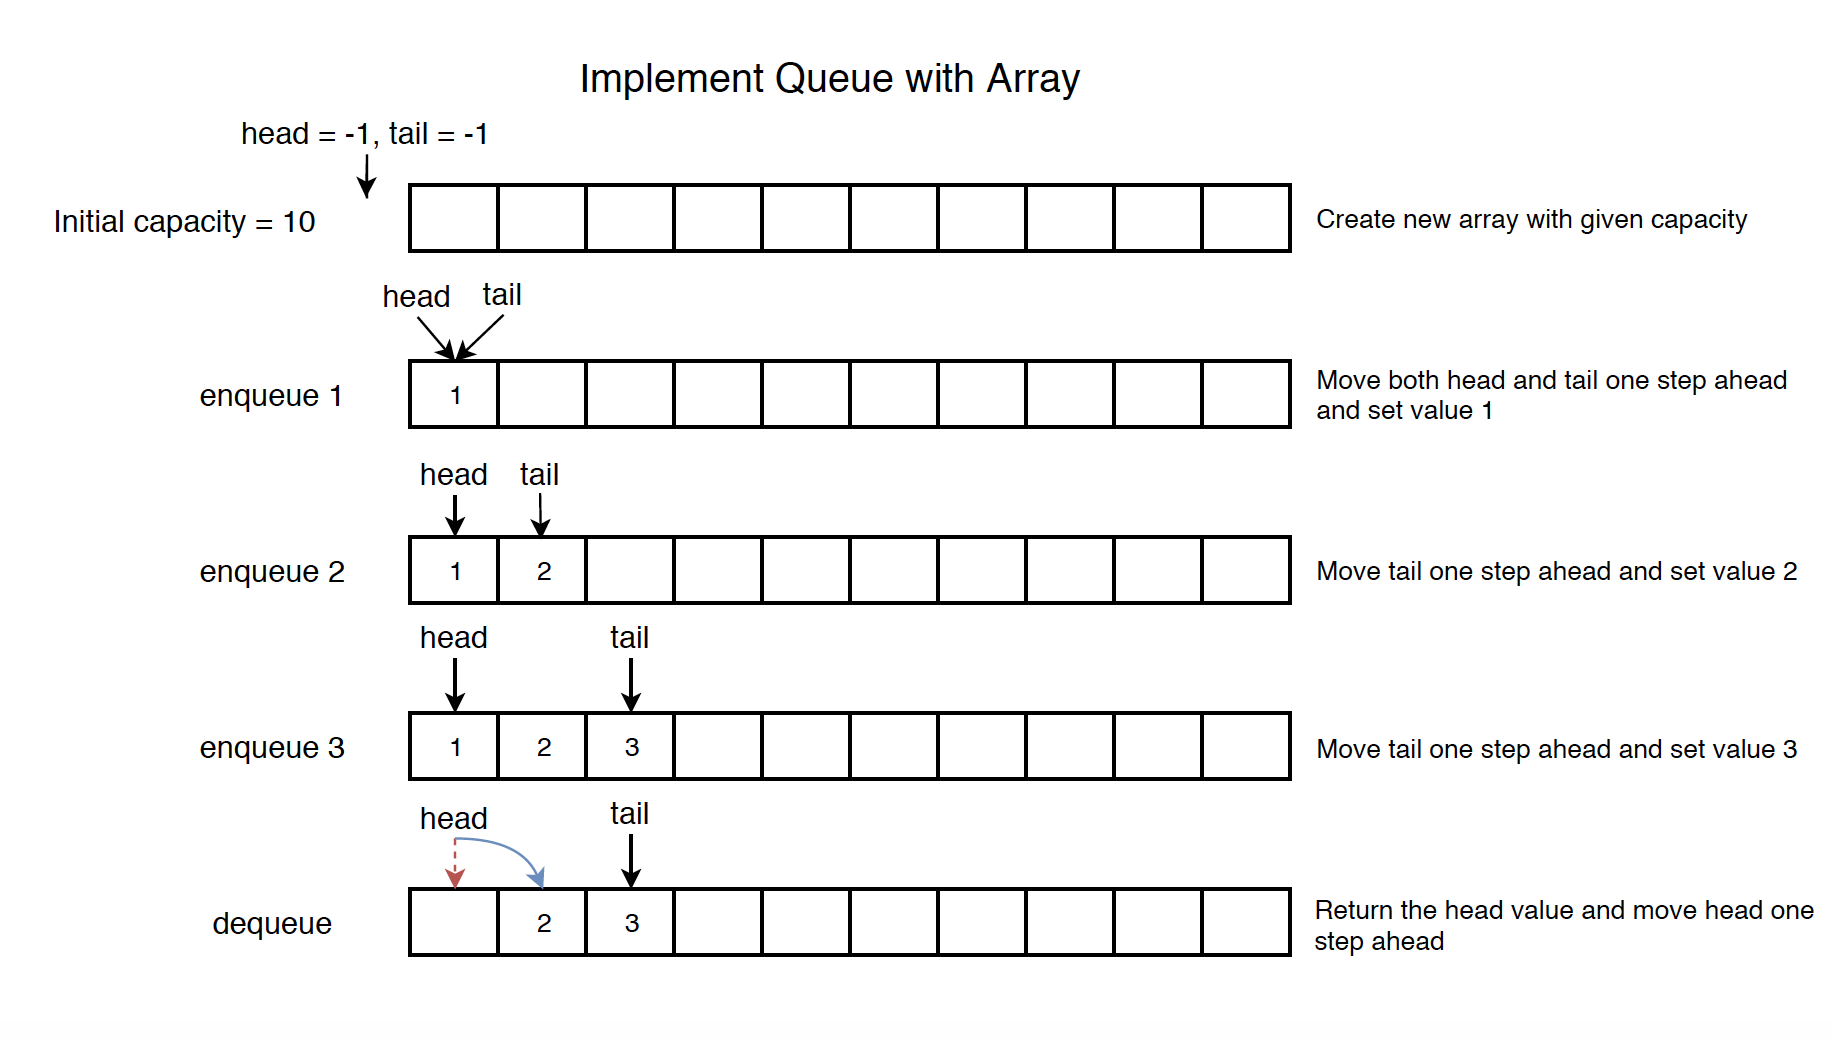 Implement Queue with Array
head = -1, tail = -1
Initial capacity = 10
Create new array with given capacity
head tail
enqueue 1
1
Move both head and tail one step ahead
and set value 1
head tail
enqueue 2
1 2
Move tail one step ahead and set value 2
head tail
enqueue 3
1 2 3
Move tail one step ahead and set value 3
head tail
dequeue
2 3
Return the head value and move head one
step ahead